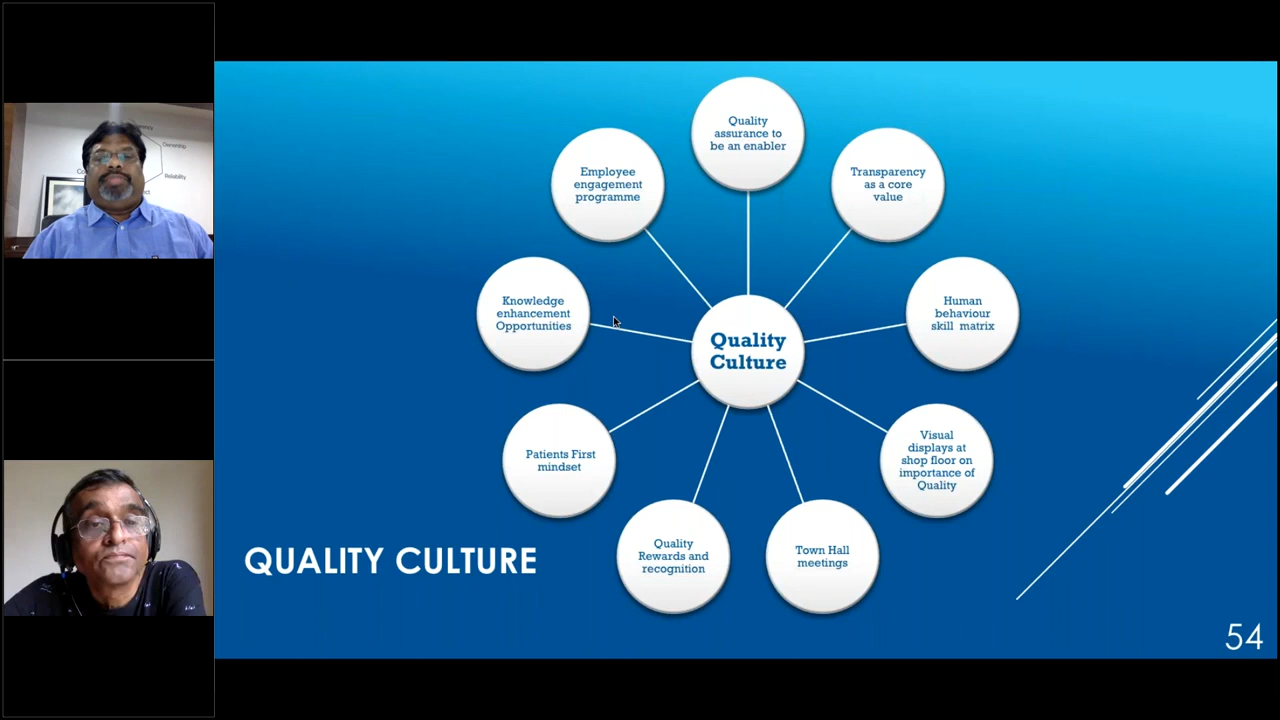 Ownership
Reliability
Quality
assurance to
be an enabler
Transparency
as a core
value
Human
behaviour
skill matrix
Visual
displays at
shop floor on
importance of
Quality
Town Hall
meetings
Quality
Rewards and
recognition
Patients First
mindset
Knowledge
enhancement
Opportunities
Employee
engagement
programme
Quality
Culture
QUALITY CULTURE
54